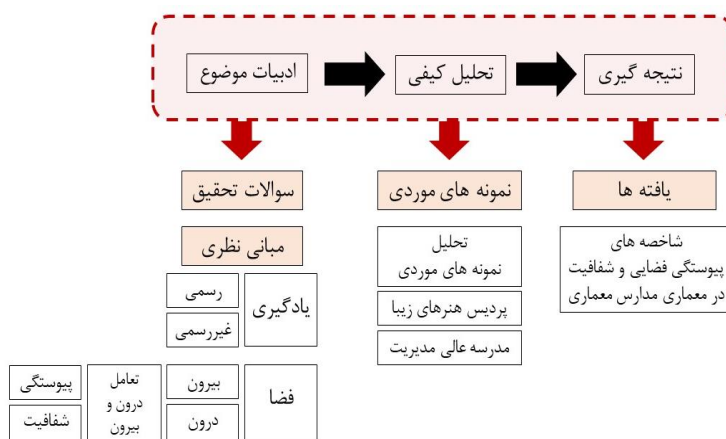 ادبیات موضوع
تحلیل کیفی
نتیجه گیری
سوالات تحقیق
مبانی نظری
یادگیری
رسمی
غیررسمی
فضا
بیرون
درون
تعامل
درون و
بیرون
پیوستگی
شفافیت
نمونه های موردی
تحلیل
نمونه های موردی
پردیس هنرهای زیبا
مدرسه عالی مدیریت
یافته ها
شاخصه های
پیوستگی فضایی و شفافیت
در معماری مدارس معماری